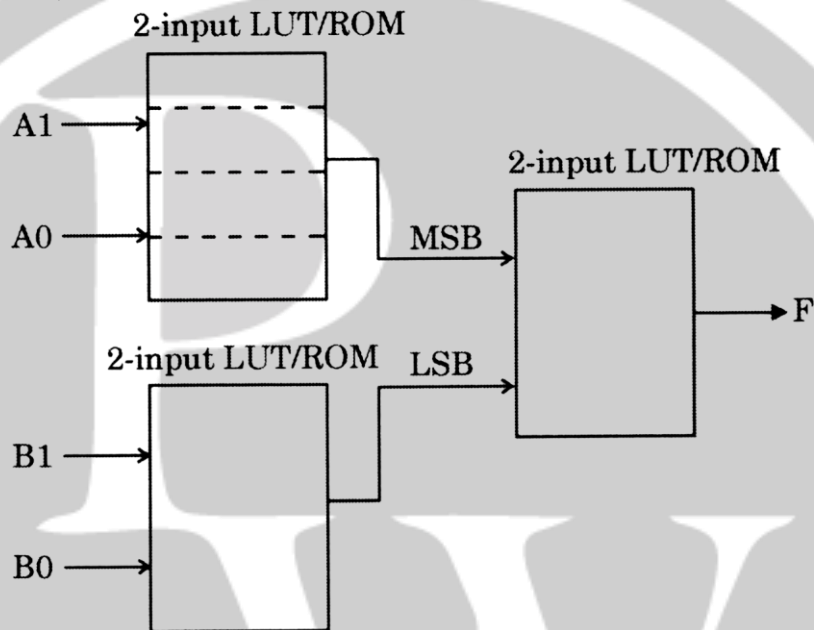 2-input LUT/ROM
A1
A0
2-input LUT/ROM
MSB
F
2-input LUT/ROM
LSB
B1
B0